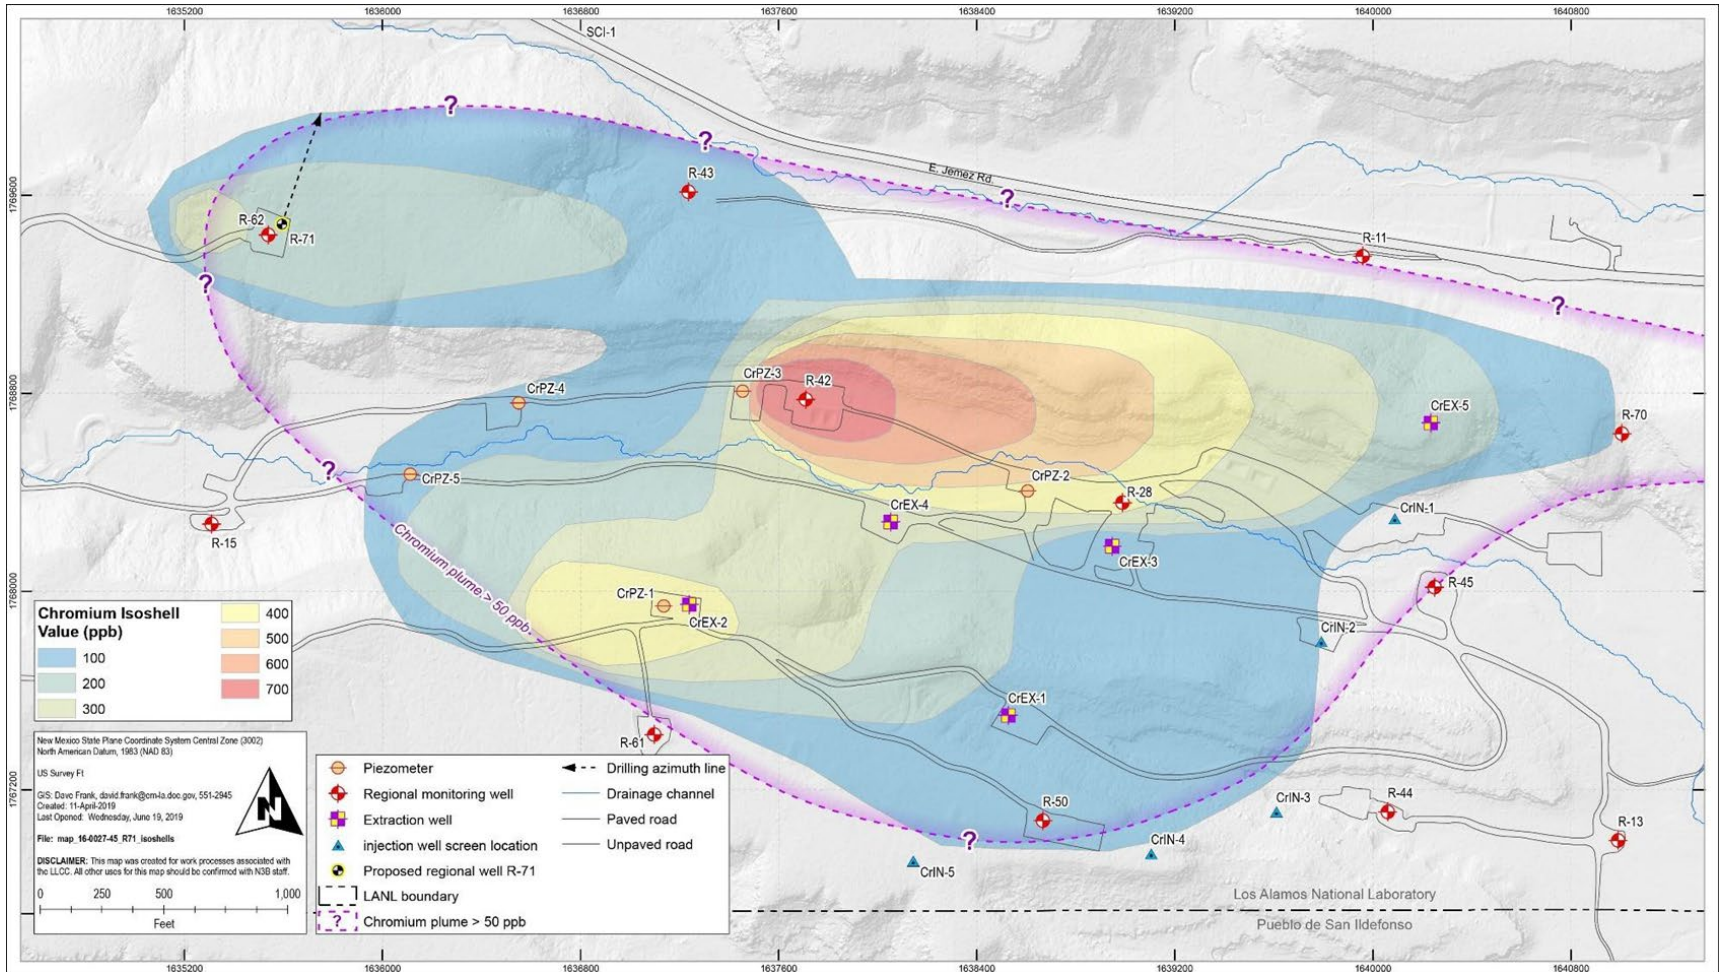 1635200
1636000
1636800
1637600
1638400
1639200
1640000
1640800
SCI-1
?
?
E. Jemez Rd.
R-43
?
1769600
R-62
R-71
R-11
?
?
CrPZ-3
R-42
CrPZ-4
1768800
CrEX-5
R-70
?
CrPZ-5
CrPZ-2
R-28
CrEX-4
CrIN-1
R-15
Chromium plume > 50 ppb
CrEX-3
R-45
CrPZ-1
CrEX-2
1768000
CrIN-2
Chromium Isoshell
Value (ppb)
100
200
300
400
500
600
700
CrEX-1
R-61
New Mexico State Plane Coordinate System Central Zone (3002)
North American Datum, 1983 (NAD 83)
US Survey Ft
GIS: Dave Frank, david.frank@em-la.doe.gov, 551-2945
Created: 11-April-2019
Last Opened: Wednesday, June 19, 2019
File: map_16-0027-45_R71_isoshells
DISCLAIMER: This map was created for work processes associated with
the LLCC. All other uses for this map should be confirmed with N3B staff.
N
0 250 500 1,000
Feet
Piezometer
Regional monitoring well
Extraction well
injection well screen location
Proposed regional well R-71
LANL boundary
? Chromium plume > 50 ppb
Drilling azimuth line
Drainage channel
Paved road
Unpaved road
1767200
R-50
CrIN-3
R-44
R-13
?
CrIN-4
CrIN-5
Los Alamos National Laboratory
Pueblo de San Ildefonso
1635200
1636000
1636800
1637600
1638400
1639200
1640000
1640800